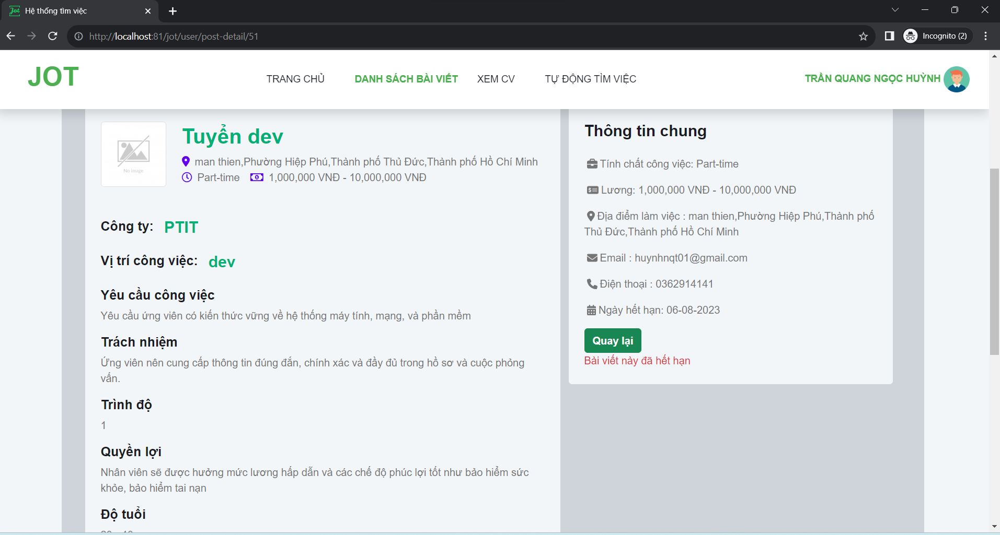 Jot Hệ thống tìm việc
http://localhost:81/jot/user/post-detail/51
Incognito (2)
JOT
TRANG CHỦ
DANH SÁCH BÀI VIẾT
XEM CV
TỰ ĐỘNG TÌM VIỆC
TRẦN QUANG NGỌC HUỲNH
No image
Tuyển dev
man thien,Phường Hiệp Phú,Thành phố Thủ Đức,Thành phố Hồ Chí Minh
Part-time 1,000,000 VNĐ - 10,000,000 VNĐ
Công ty: PTIT
Vị trí công việc: dev
Yêu cầu công việc
Yêu cầu ứng viên có kiến thức vững về hệ thống máy tính, mạng, và phần mềm
Trách nhiệm
Ứng viên nên cung cấp thông tin đúng đắn, chính xác và đầy đủ trong hồ sơ và cuộc phỏng
vấn.
Trình độ
1
Quyền lợi
Nhân viên sẽ được hưởng mức lương hấp dẫn và các chế độ phúc lợi tốt như bảo hiểm sức
khỏe, bảo hiểm tai nạn
Độ tuổi
Thông tin chung
Tính chất công việc: Part-time
Lương: 1,000,000 VNĐ - 10,000,000 VNĐ
Địa điểm làm việc : man thien,Phường Hiệp Phú,Thành phố
Thủ Đức,Thành phố Hồ Chí Minh
Email : huynhnqt01@gmail.com
Điện thoại : 0362914141
Ngày hết hạn: 06-08-2023
Quay lại
Bài viết này đã hết hạn